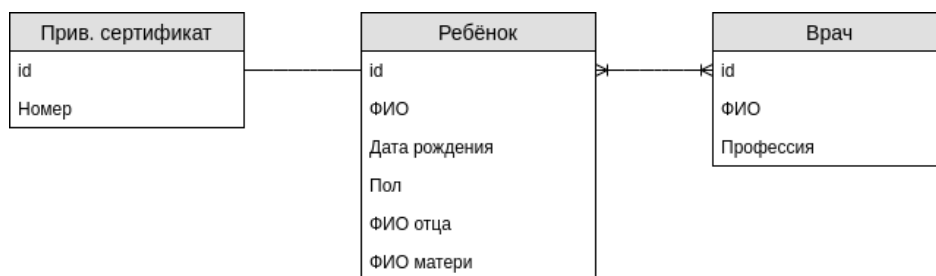 Прив. сертификат
id
Номер
Ребёнок
id
ФИО
Дата рождения
Пол
ФИО отца
ФИО матери
Врач
id
ФИО
Профессия